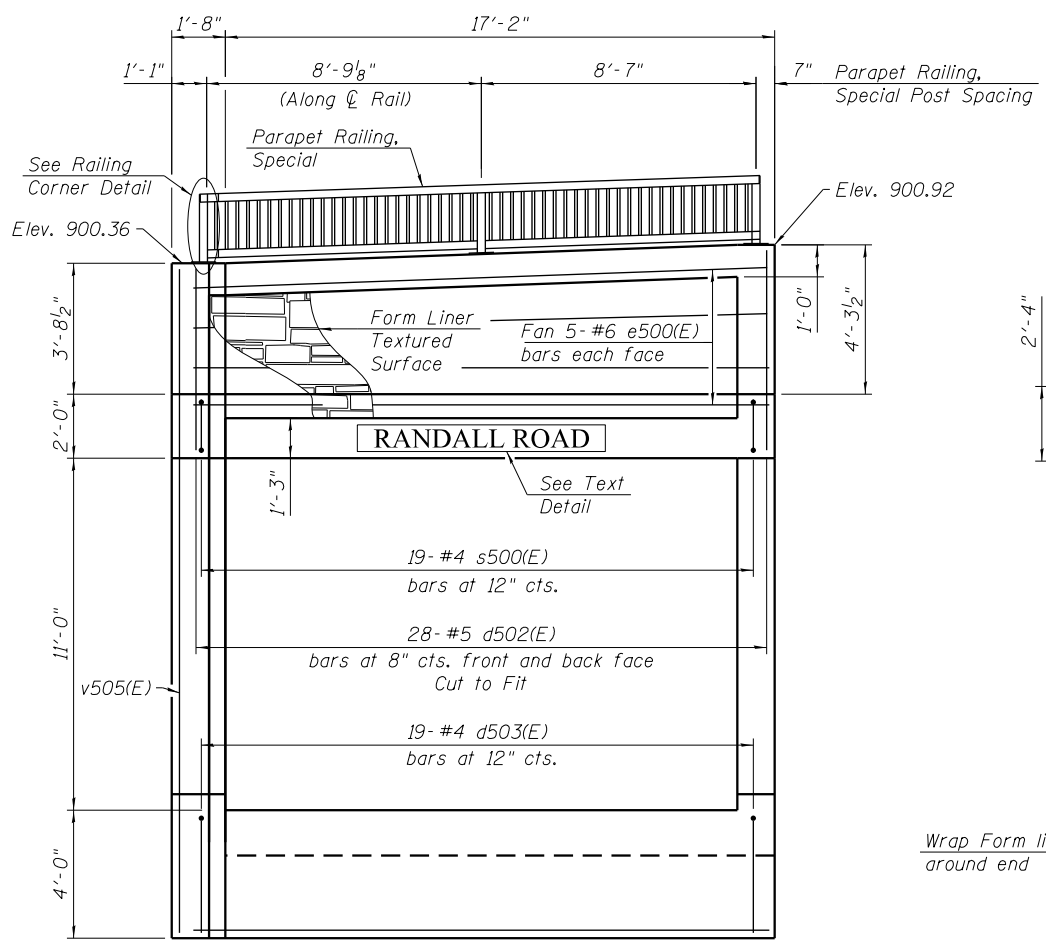 1'-8"
17'-2"
1'-1"
8'-9⅛"
(Along ℄ Rail)
8'-7"
7"
Parapet Railing,
Special Post Spacing
Parapet Railing,
Special
See Railing
Corner Detail
Elev. 900.36
Elev. 900.92
3'-8½"
Form Liner
Textured
Surface
Fan 5-#6 e500(E)
bars each face
1'-0"
4'-3½"
2'-4"
2'-0"
RANDALL ROAD
1'-3"
See Text
Detail
19-#4 s500(E)
bars at 12" cts.
11'-0"
28-#5 d502(E)
bars at 8" cts. front and back face
Cut to Fit
v505(E)
19-#4 d503(E)
bars at 12" cts.
4'-0"
Wrap Form li
around end